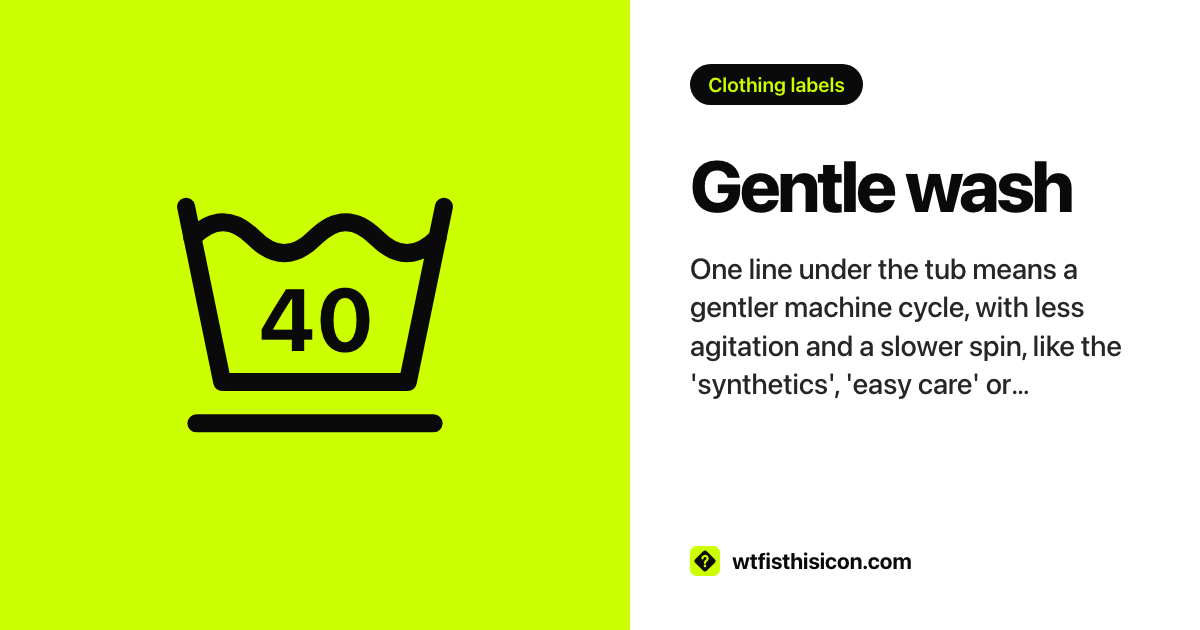 40
Clothing labels
Gentle wash
One line under the tub means a
gentler machine cycle, with less
agitation and a slower spin, like the
'synthetics', 'easy care' or...
?
wtfisthisicon.com